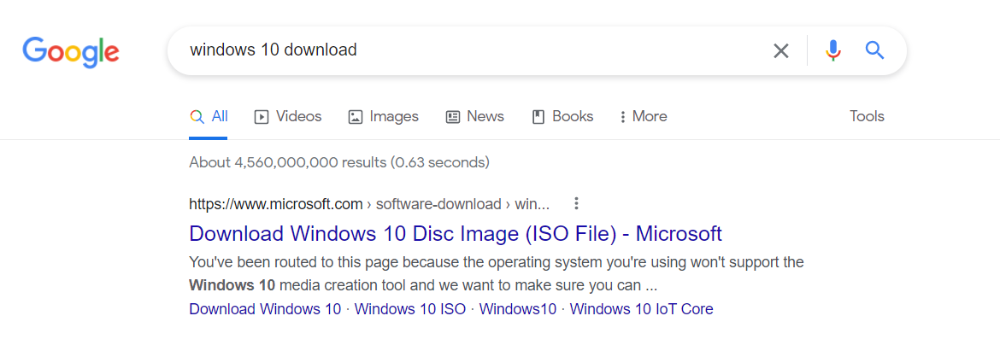 Google
windows 10 download
All Videos Images News Books More Tools
About 4,560,000,000 results (0.63 seconds)
https://www.microsoft.com › software-download › win...
Download Windows 10 Disc Image (ISO File) - Microsoft
You've been routed to this page because the operating system you're using won't support the
Windows 10 media creation tool and we want to make sure you can ...
Download Windows 10 · Windows 10 ISO · Windows10 · Windows 10 IoT Core